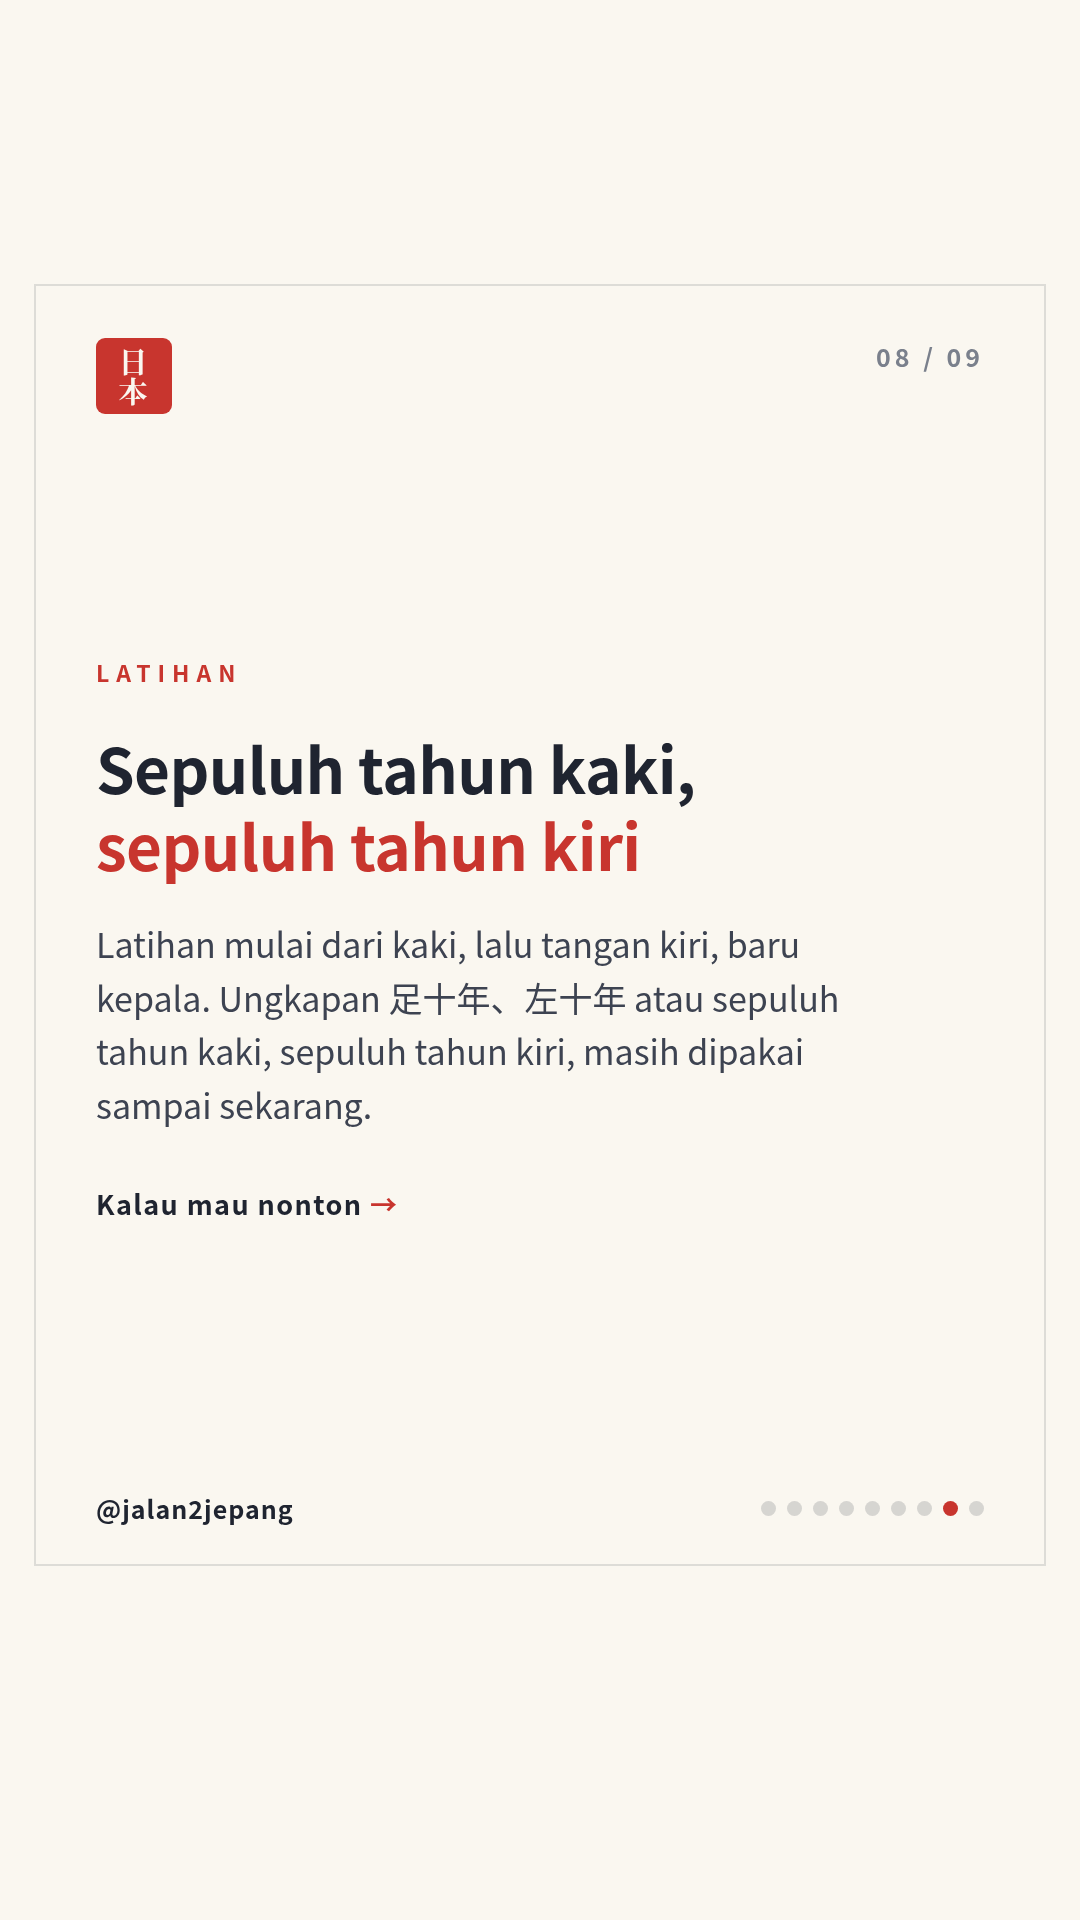 日本
08 / 09
LATIHAN
Sepuluh tahun kaki,
sepuluh tahun kiri
Latihan mulai dari kaki, lalu tangan kiri, baru
kepala. Ungkapan 足十年、左十年 atau sepuluh
tahun kaki, sepuluh tahun kiri, masih dipakai
sampai sekarang.
Kalau mau nonton →
@jalan2jepang